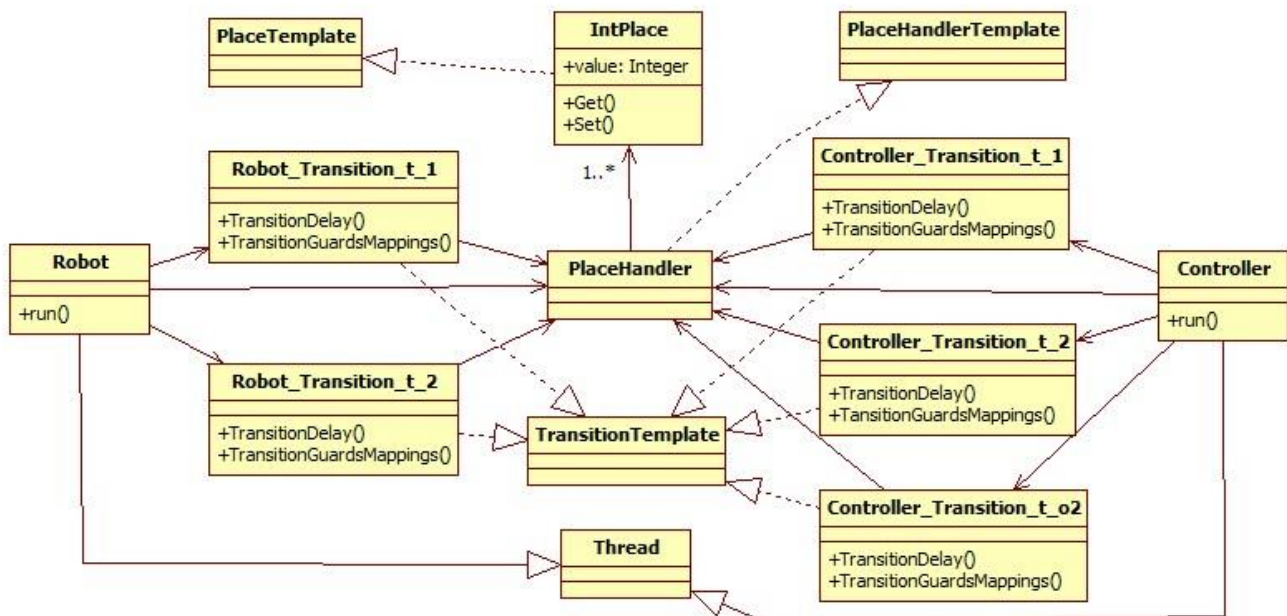 PlaceTemplate
IntPlace
+value: Integer
+Get()
+Set()
PlaceHandlerTemplate
Robot_Transition_t_1
+TransitionDelay()
+TransitionGuardsMappings()
1..*
Controller_Transition_t_1
+TransitionDelay()
+TransitionGuardsMappings()
Robot
+run()
PlaceHandler
Controller
+run()
Robot_Transition_t_2
+TransitionDelay()
+TransitionGuardsMappings()
Controller_Transition_t_2
+TransitionDelay()
+TansitionGuardsMappings()
TransitionTemplate
Controller_Transition_t_o2
+TransitionDelay()
+TransitionGuardsMappings()
Thread